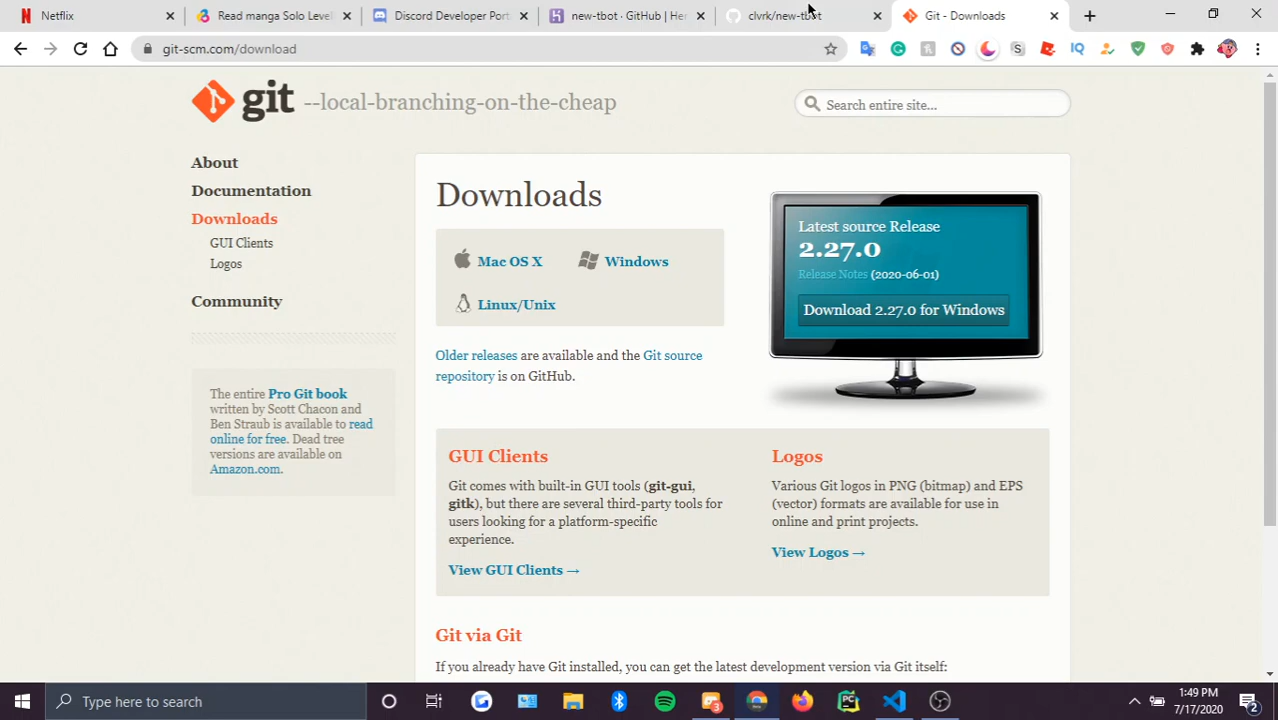 Netflix
Read manga Solo Level
Discord Developer Port
new-tbot · GitHub | Her
clvrk/new-tbot
Git - Downloads
git-scm.com/download
git --local-branching-on-the-cheap
Search entire site...
About
Documentation
Downloads
GUI Clients
Logos
Community
The entire Pro Git book
written by Scott Chacon and
Ben Straub is available to read
online for free. Dead tree
versions are available on
Amazon.com.
Downloads
Mac OS X
Windows
Linux/Unix
Older releases are available and the Git source
repository is on GitHub.
Latest source Release
2.27.0
Release Notes (2020-06-01)
Download 2.27.0 for Windows
GUI Clients
Git comes with built-in GUI tools (git-gui,
gitk), but there are several third-party tools for
users looking for a platform-specific
experience.
View GUI Clients →
Logos
Various Git logos in PNG (bitmap) and EPS
(vector) formats are available for use in
online and print projects.
View Logos →
Git via Git
If you already have Git installed, you can get the latest development version via Git itself:
Type here to search
1:49 PM
7/17/2020